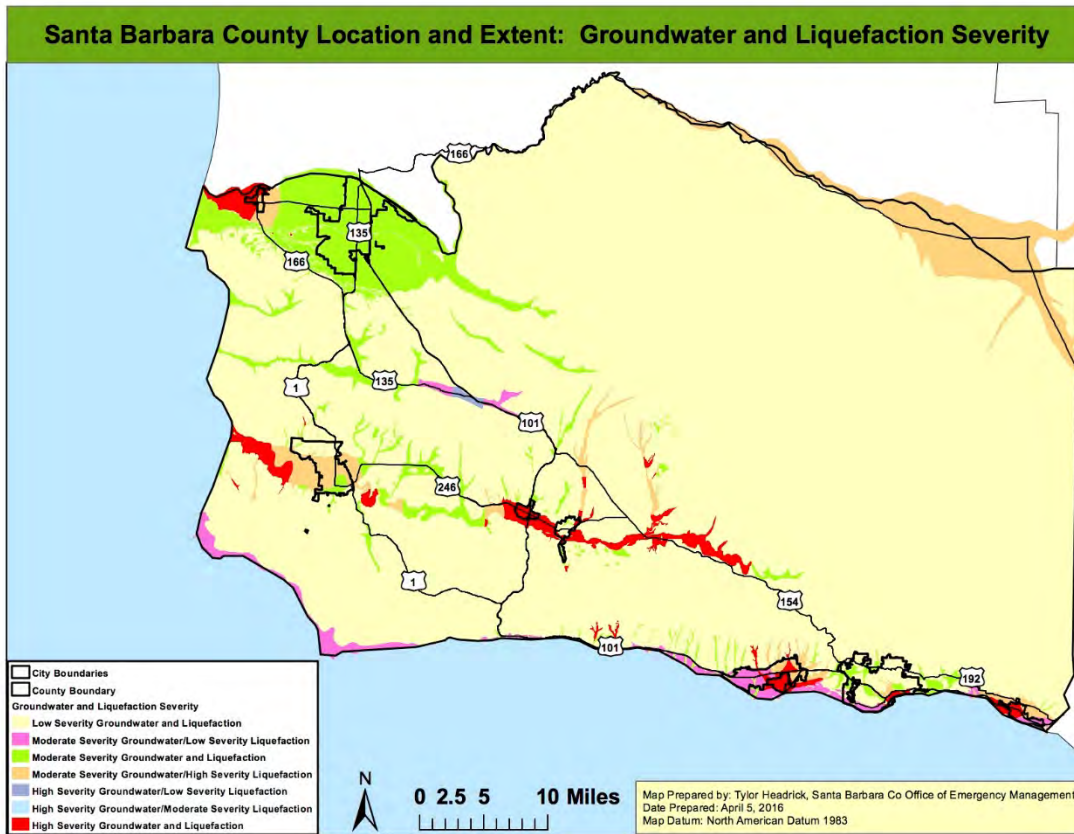 Santa Barbara County Location and Extent: Groundwater and Liquefaction Severity
166
135
166
1
135
101
246
1
154
101
192
City Boundaries
County Boundary
Groundwater and Liquefaction Severity
Low Severity Groundwater and Liquefaction
Moderate Severity Groundwater/Low Severity Liquefaction
Moderate Severity Groundwater and Liquefaction
Moderate Severity Groundwater/High Severity Liquefaction
High Severity Groundwater/Low Severity Liquefaction
High Severity Groundwater/Moderate Severity Liquefaction
High Severity Groundwater and Liquefaction
N
0 2.5 5 10 Miles
Map Prepared by: Tylor Headrick, Santa Barbara Co Office of Emergency Management
Date Prepared: April 5, 2016
Map Datum: North American Datum 1983